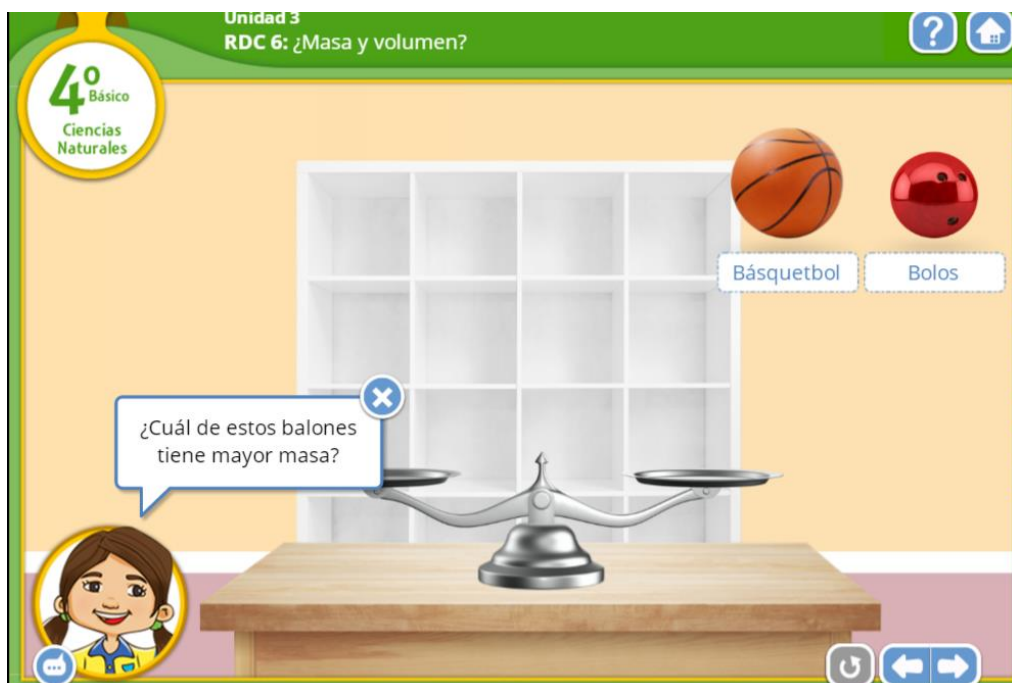 Unidad 3
RDC 6: ¿Masa y volumen?
?
4º
Básico
Ciencias
Naturales
Básquetbol
Bolos
¿Cuál de estos balones
tiene mayor masa?